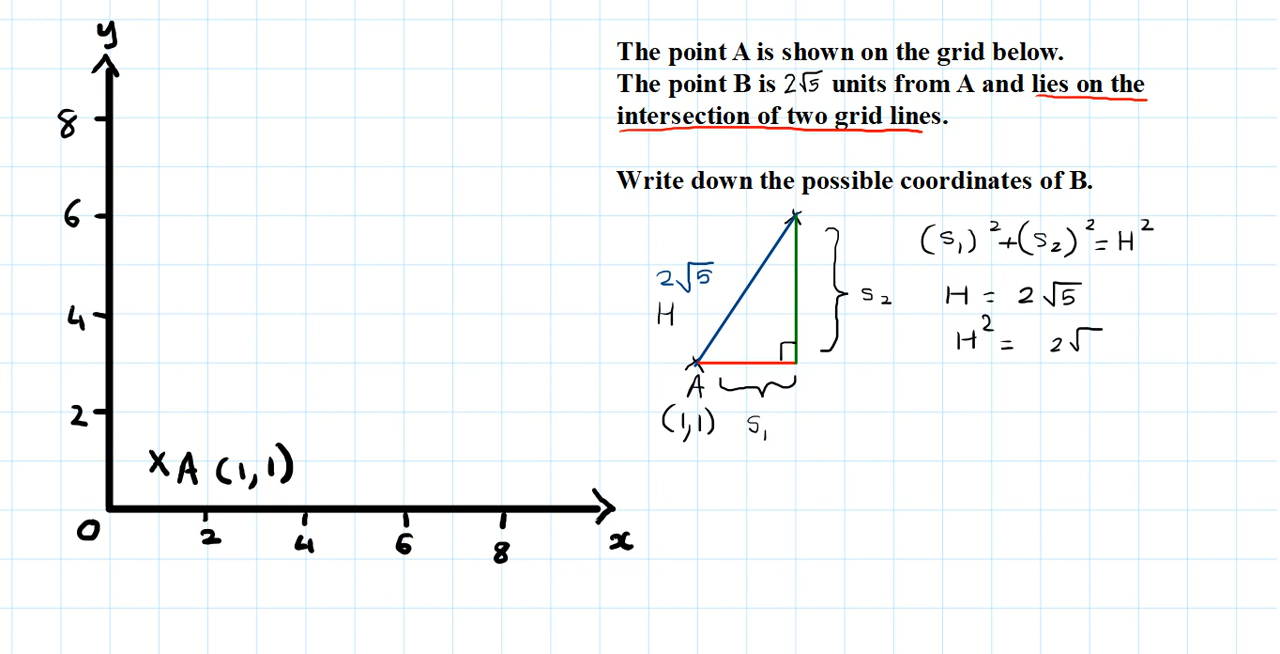 The point A is shown on the grid below.
The point B is 2√5 units from A and lies on the
intersection of two grid lines.
Write down the possible coordinates of B.
y
8
6
4
2
0
2
4
6
8
x
× A (1,1)
2√5
H
A
(1,1)
S₁
S₂
(S₁)²+(S₂)²=H²
H = 2√5
H² = 2√